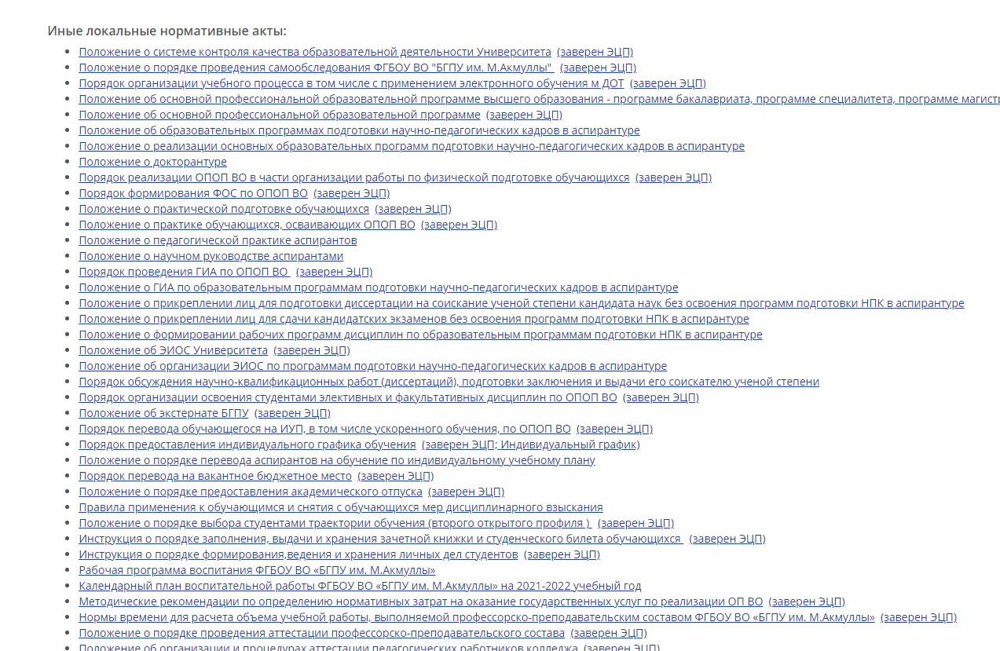 Иные локальные нормативные акты:
Положение о системе контроля качества образовательной деятельности Университета (заверен ЭЦП)
Положение о порядке проведения самообследования ФГБОУ ВО "БГПУ им. М.Акмуллы" (заверен ЭЦП)
Порядок организации учебного процесса в том числе с применением электронного обучения м ДОТ (заверен ЭЦП)
Положение об основной профессиональной образовательной программе высшего образования - программе бакалавриата, программе специалитета, программе магист
Положение об основной профессиональной образовательной программе (заверен ЭЦП)
Положение об образовательных программах подготовки научно-педагогических кадров в аспирантуре
Положение о реализации основных образовательных программ подготовки научно-педагогических кадров в аспирантуре
Положение о докторантуре
Порядок реализации ОПОП ВО в части организации работы по физической подготовке обучающихся (заверен ЭЦП)
Порядок формирования ФОС по ОПОП ВО (заверен ЭЦП)
Положение о практической подготовке обучающихся (заверен ЭЦП)
Положение о практике обучающихся, осваивающих ОПОП ВО (заверен ЭЦП)
Положение о педагогической практике аспирантов
Положение о научном руководстве аспирантами
Порядок проведения ГИА по ОПОП ВО (заверен ЭЦП)
Положение о ГИА по образовательным программам подготовки научно-педагогических кадров в аспирантуре
Положение о прикреплении лиц для подготовки диссертации на соискание ученой степени кандидата наук без освоения программ подготовки НПК в аспирантуре
Положение о прикреплении лиц для сдачи кандидатских экзаменов без освоения программ подготовки НПК в аспирантуре
Положение о формировании рабочих программ дисциплин по образовательным программам подготовки НПК в аспирантуре
Положение об ЭИОС Университета (заверен ЭЦП)
Положение об организации ЭИОС по программам подготовки научно-педагогических кадров в аспирантуре
Порядок обсуждения научно-квалификационных работ (диссертаций), подготовки заключения и выдачи его соискателю ученой степени
Порядок организации освоения студентами элективных и факультативных дисциплин по ОПОП ВО (заверен ЭЦП)
Положение об экстернате БГПУ (заверен ЭЦП)
Порядок перевода обучающегося на ИУП, в том числе ускоренного обучения, по ОПОП ВО (заверен ЭЦП)
Порядок предоставления индивидуального графика обучения (заверен ЭЦП; Индивидуальный график)
Положение о порядке перевода аспирантов на обучение по индивидуальному учебному плану
Порядок перевода на вакантное бюджетное место (заверен ЭЦП)
Положение о порядке предоставления академического отпуска (заверен ЭЦП)
Правила применения к обучающимся и снятия с обучающихся мер дисциплинарного взыскания
Положение о порядке выбора студентами траектории обучения (второго открытого профиля ) (заверен ЭЦП)
Инструкция о порядке заполнения, выдачи и хранения зачетной книжки и студенческого билета обучающихся (заверен ЭЦП)
Инструкция о порядке формирования,ведения и хранения личных дел студентов (заверен ЭЦП)
Рабочая программа воспитания ФГБОУ ВО «БГПУ им. М.Акмуллы»
Календарный план воспитательной работы ФГБОУ ВО «БГПУ им. М.Акмуллы» на 2021-2022 учебный год
Методические рекомендации по определению нормативных затрат на оказание государственных услуг по реализации ОП ВО (заверен ЭЦП)
Нормы времени для расчета объема учебной работы, выполняемой профессорско-преподавательским составом ФГБОУ ВО «БГПУ им. М.Акмуллы» (заверен ЭЦП)
Положение о порядке проведения аттестации профессорско-преподавательского состава (заверен ЭЦП)
Положение об организации и процедурах аттестации педагогических работников колледжа (заверен ЭЦП)